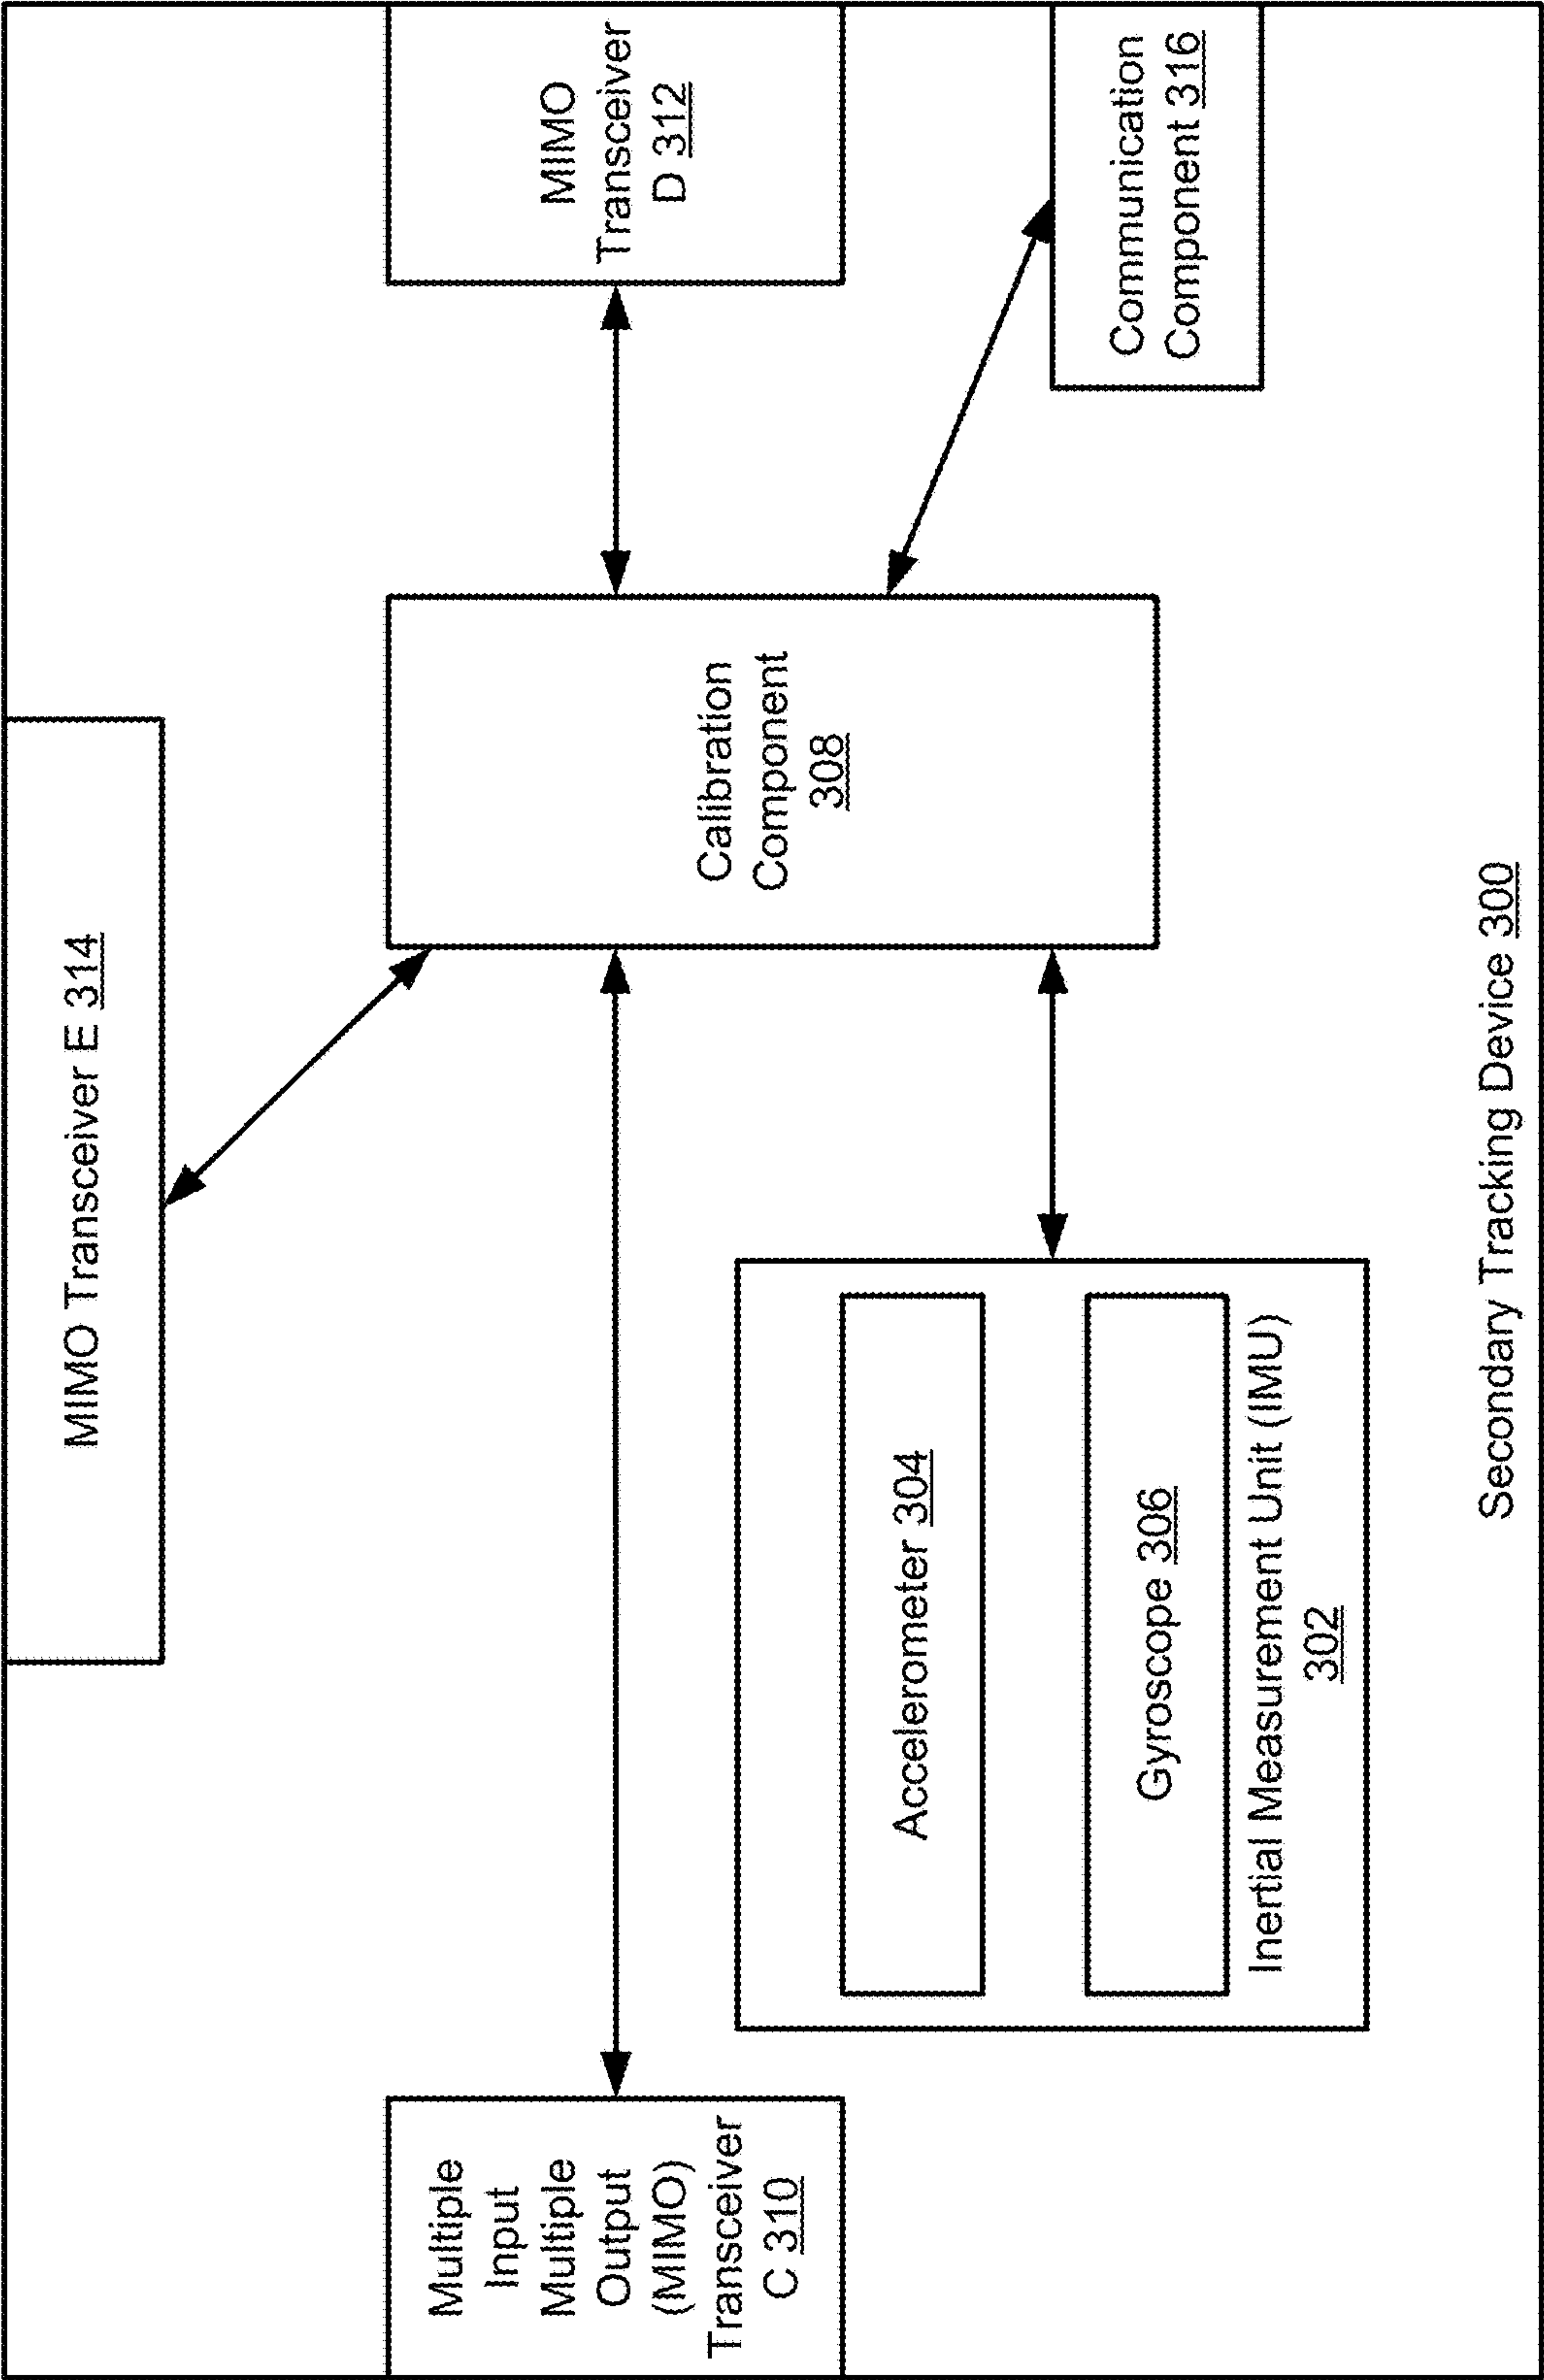 MIMO Transceiver E 314
Multiple
Input
Multiple
Output
(MIMO)
Transceiver
C 310
MIMO
Transceiver
D 312
Calibration
Component
308
Accelerometer 304
Gyroscope 306
Inertial Measurement Unit (IMU)
302
Communication
Component 316
Secondary Tracking Device 300